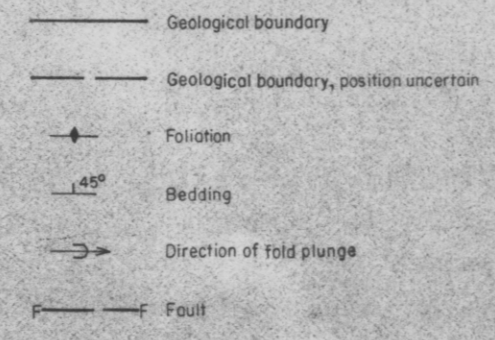 Geological boundary
Geological boundary, position uncertain
Foliation
45° Bedding
Direction of fold plunge
F F Fault